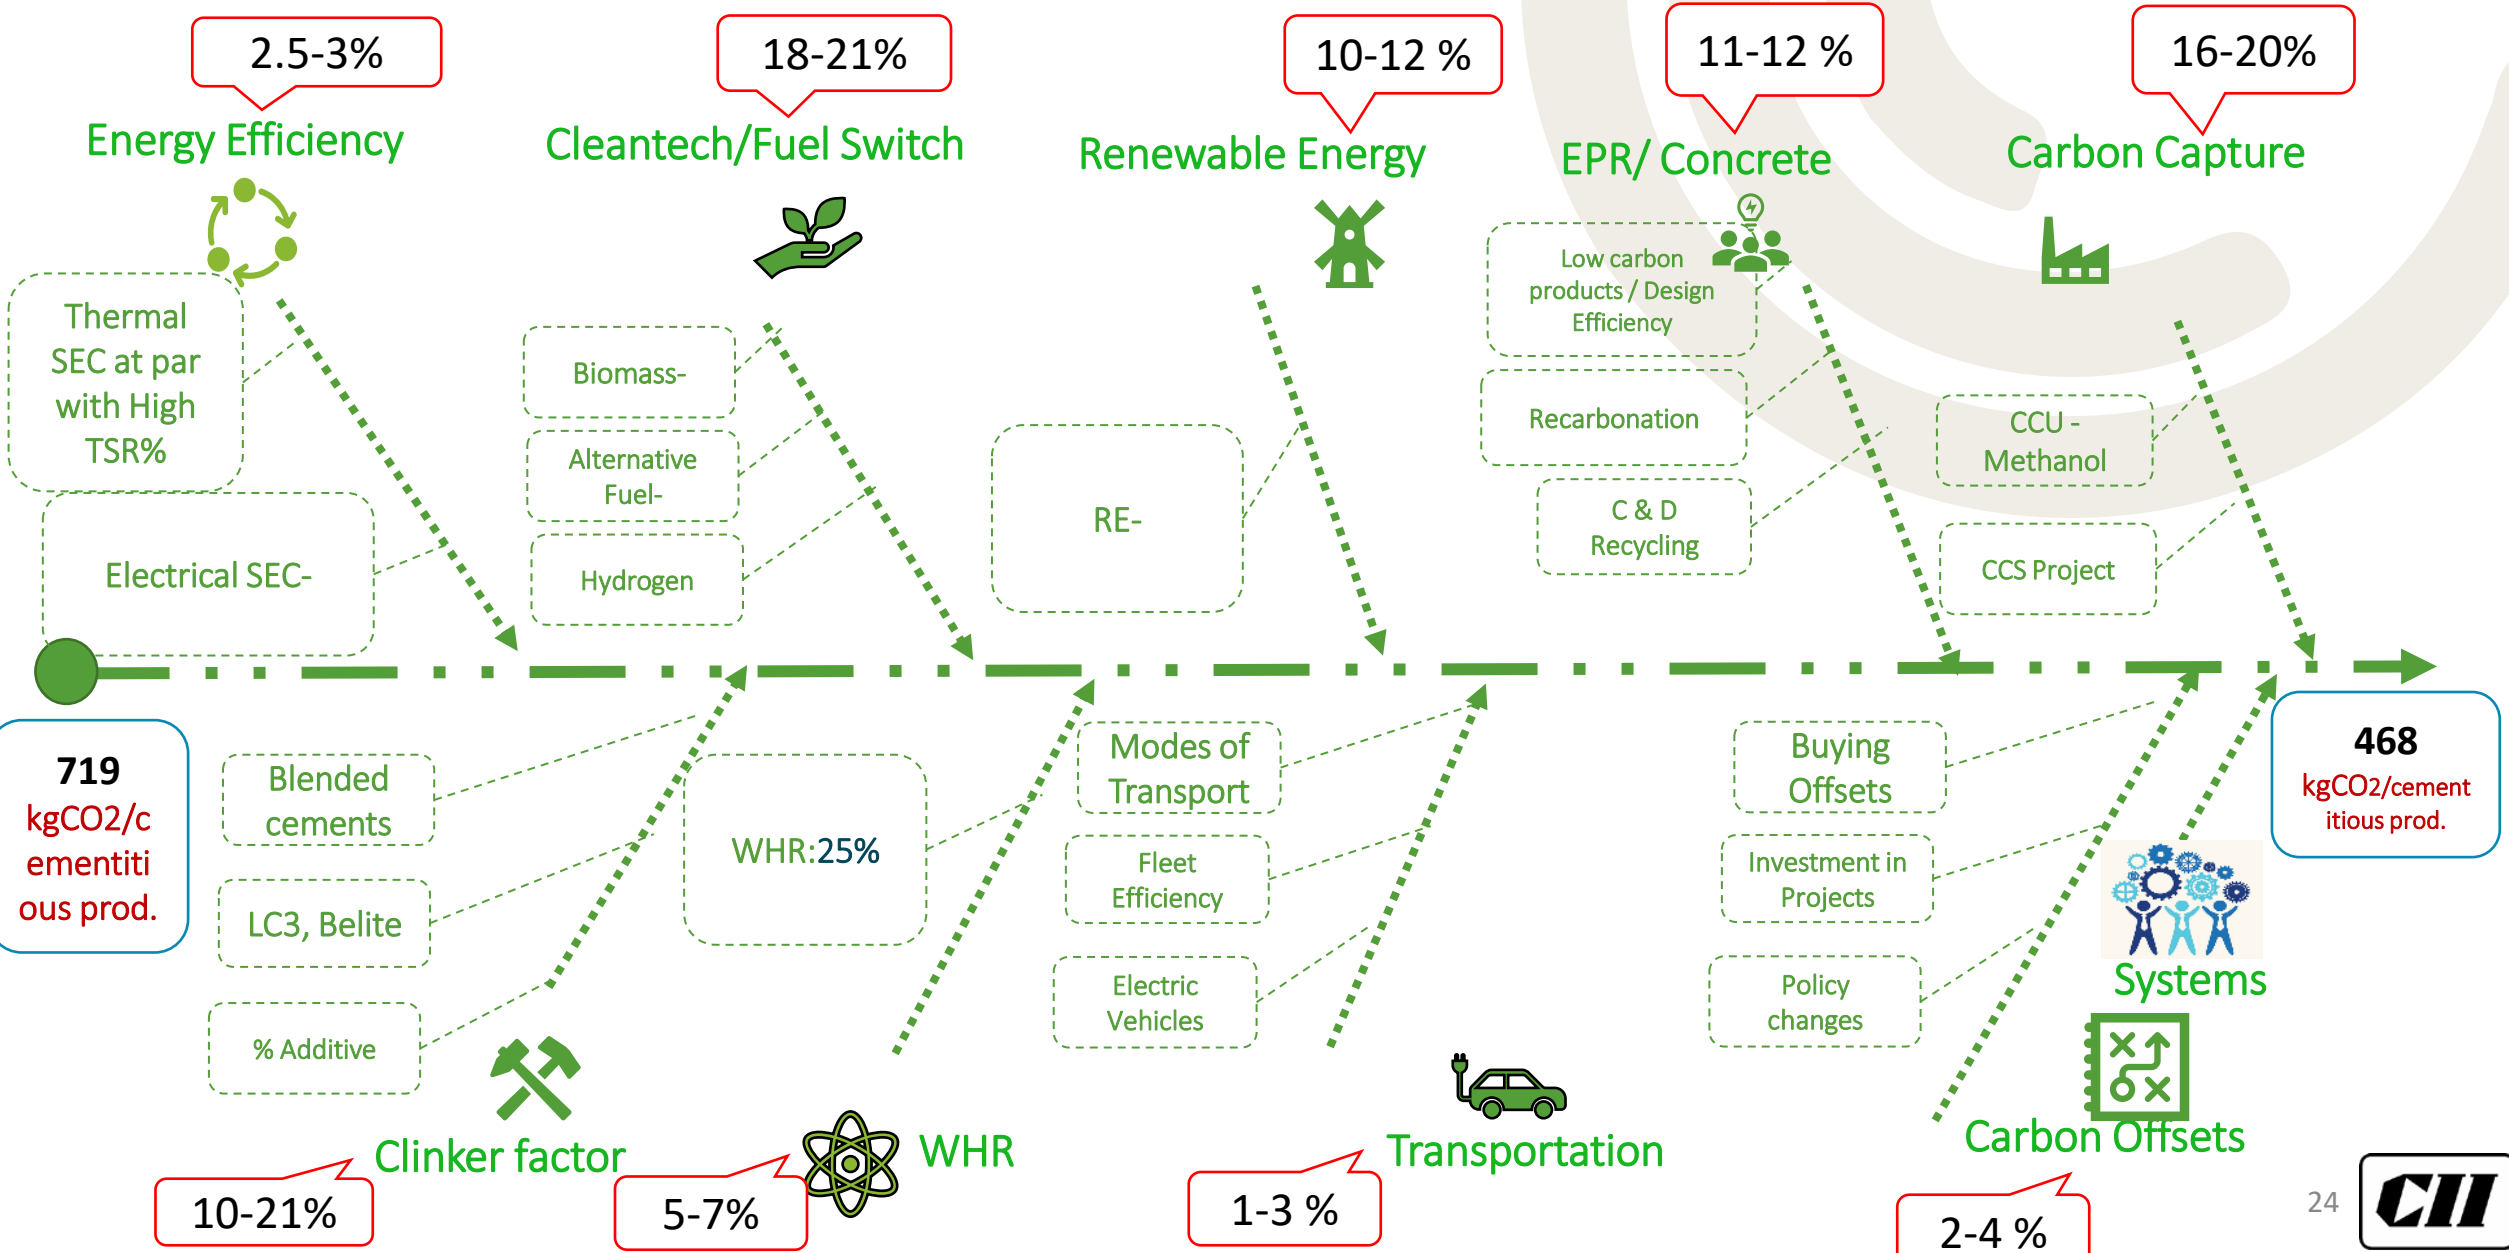 2.5-3%
18-21%
10-12 %
11-12 %
16-20%
Energy Efficiency
Cleantech/Fuel Switch
Renewable Energy
EPR/ Concrete
Carbon Capture
Thermal
SEC at par
with High
TSR%
Electrical SEC-
Biomass-
Alternative
Fuel-
Hydrogen
RE-
Low carbon
products / Design
Efficiency
Recarbonation
C & D
Recycling
CCU -
Methanol
CCS Project
719
kgCO2/c
ementiti
ous prod.
468
kgCO2/cement
itious prod.
Blended
cements
LC3, Belite
% Additive
WHR:25%
Modes of
Transport
Fleet
Efficiency
Electric
Vehicles
Buying
Offsets
Investment in
Projects
Policy
changes
Systems
Clinker factor
WHR
Transportation
Carbon Offsets
10-21%
5-7%
1-3 %
2-4 %
24
CII